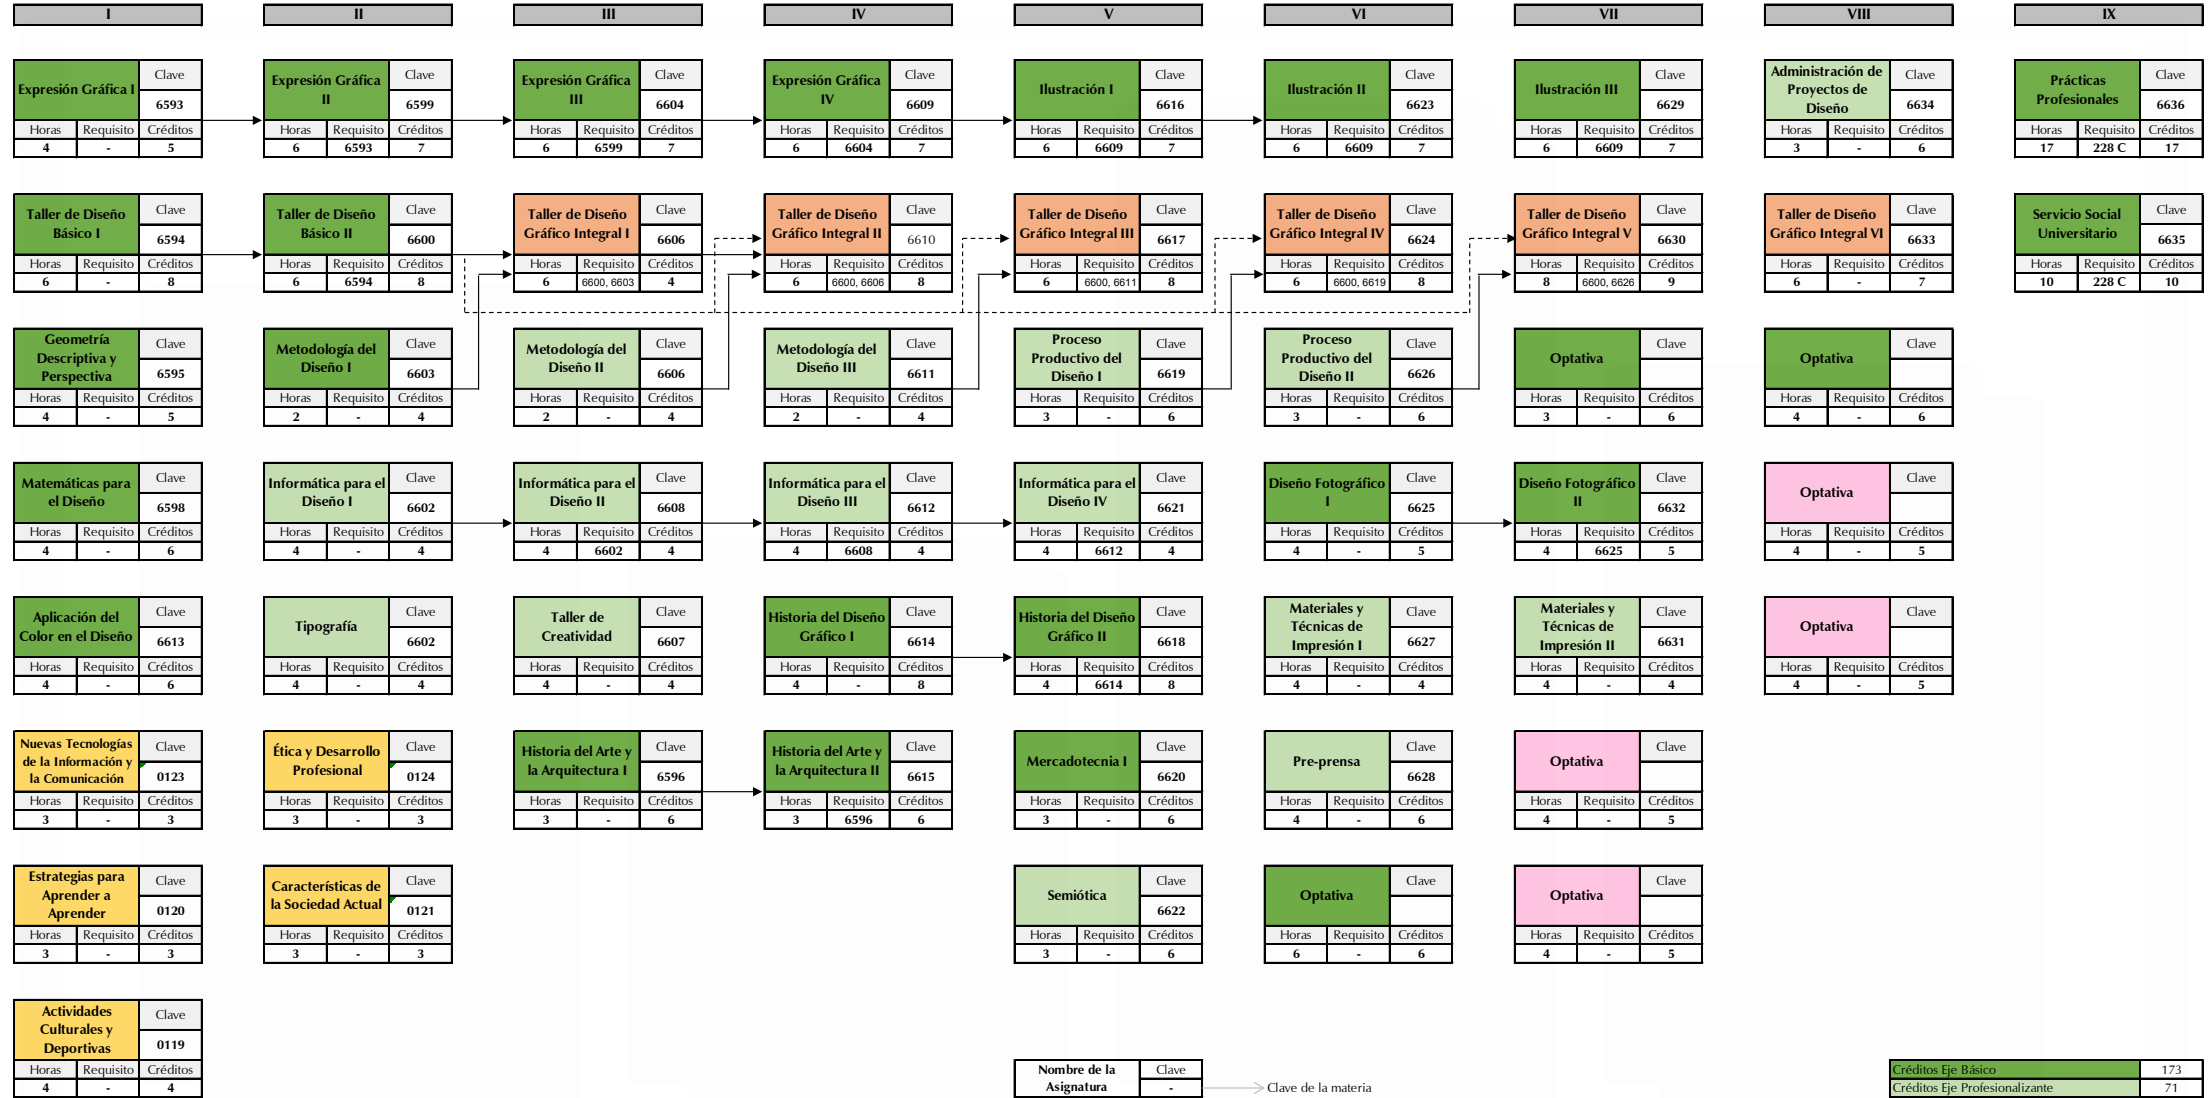 I II III IV V VI VII VIII IX
Expresión Gráfica I Clave 6593
Horas Requisito Créditos
4 - 5
Expresión Gráfica II Clave 6599
Horas Requisito Créditos
6 6593 7
Expresión Gráfica III Clave 6604
Horas Requisito Créditos
6 6599 7
Expresión Gráfica IV Clave 6609
Horas Requisito Créditos
6 6604 7
Ilustración I Clave 6616
Horas Requisito Créditos
6 6609 7
Ilustración II Clave 6623
Horas Requisito Créditos
6 6609 7
Ilustración III Clave 6629
Horas Requisito Créditos
6 6609 7
Administración de Proyectos de Diseño Clave 6634
Horas Requisito Créditos
3 - 6
Prácticas Profesionales Clave 6636
Horas Requisito Créditos
17 228 C 17
Taller de Diseño Básico I Clave 6594
Horas Requisito Créditos
6 - 8
Taller de Diseño Básico II Clave 6600
Horas Requisito Créditos
6 6594 8
Taller de Diseño Gráfico Integral I Clave 6606
Horas Requisito Créditos
6 6600, 6603 4
Taller de Diseño Gráfico Integral II Clave 6610
Horas Requisito Créditos
6 6600, 6606 8
Taller de Diseño Gráfico Integral III Clave 6617
Horas Requisito Créditos
6 6600, 6611 8
Taller de Diseño Gráfico Integral IV Clave 6624
Horas Requisito Créditos
6 6600, 6619 8
Taller de Diseño Gráfico Integral V Clave 6630
Horas Requisito Créditos
8 6600, 6626 9
Taller de Diseño Gráfico Integral VI Clave 6633
Horas Requisito Créditos
6 - 7
Servicio Social Universitario Clave 6635
Horas Requisito Créditos
10 228 C 10
Geometría Descriptiva y Perspectiva Clave 6595
Horas Requisito Créditos
4 - 5
Metodología del Diseño I Clave 6603
Horas Requisito Créditos
2 - 4
Metodología del Diseño II Clave 6606
Horas Requisito Créditos
2 - 4
Metodología del Diseño III Clave 6611
Horas Requisito Créditos
2 - 4
Proceso Productivo del Diseño I Clave 6619
Horas Requisito Créditos
3 - 6
Proceso Productivo del Diseño II Clave 6626
Horas Requisito Créditos
3 - 6
Optativa Clave
Horas Requisito Créditos
3 - 6
Optativa Clave
Horas Requisito Créditos
4 - 6
Matemáticas para el Diseño Clave 6598
Horas Requisito Créditos
4 - 6
Informática para el Diseño I Clave 6602
Horas Requisito Créditos
4 - 4
Informática para el Diseño II Clave 6608
Horas Requisito Créditos
4 6602 4
Informática para el Diseño III Clave 6612
Horas Requisito Créditos
4 6608 4
Informática para el Diseño IV Clave 6621
Horas Requisito Créditos
4 6612 4
Diseño Fotográfico I Clave 6625
Horas Requisito Créditos
4 - 5
Diseño Fotográfico II Clave 6632
Horas Requisito Créditos
4 6625 5
Optativa Clave
Horas Requisito Créditos
4 - 5
Aplicación del Color en el Diseño Clave 6613
Horas Requisito Créditos
4 - 6
Tipografía Clave 6602
Horas Requisito Créditos
4 - 4
Taller de Creatividad Clave 6607
Horas Requisito Créditos
4 - 4
Historia del Diseño Gráfico I Clave 6614
Horas Requisito Créditos
4 - 8
Historia del Diseño Gráfico II Clave 6618
Horas Requisito Créditos
4 6614 8
Materiales y Técnicas de Impresión I Clave 6627
Horas Requisito Créditos
4 - 4
Materiales y Técnicas de Impresión II Clave 6631
Horas Requisito Créditos
4 - 4
Optativa Clave
Horas Requisito Créditos
4 - 5
Nuevas Tecnologías de la Información y la Comunicación Clave 0123
Horas Requisito Créditos
3 - 3
Ética y Desarrollo Profesional Clave 0124
Horas Requisito Créditos
3 - 3
Historia del Arte y la Arquitectura I Clave 6596
Horas Requisito Créditos
3 - 6
Historia del Arte y la Arquitectura II Clave 6615
Horas Requisito Créditos
3 6596 6
Mercadotecnia I Clave 6620
Horas Requisito Créditos
3 - 6
Pre-prensa Clave 6628
Horas Requisito Créditos
4 - 6
Optativa Clave
Horas Requisito Créditos
4 - 5
Estrategias para Aprender a Aprender Clave 0120
Horas Requisito Créditos
3 - 3
Características de la Sociedad Actual Clave 0121
Horas Requisito Créditos
3 - 3
Semiótica Clave 6622
Horas Requisito Créditos
3 - 6
Optativa Clave
Horas Requisito Créditos
6 - 6
Optativa Clave
Horas Requisito Créditos
4 - 5
Actividades Culturales y Deportivas Clave 0119
Horas Requisito Créditos
4 - 4
Nombre de la Asignatura Clave
- Clave de la materia
Créditos Eje Básico 173
Créditos Eje Profesionalizante 71